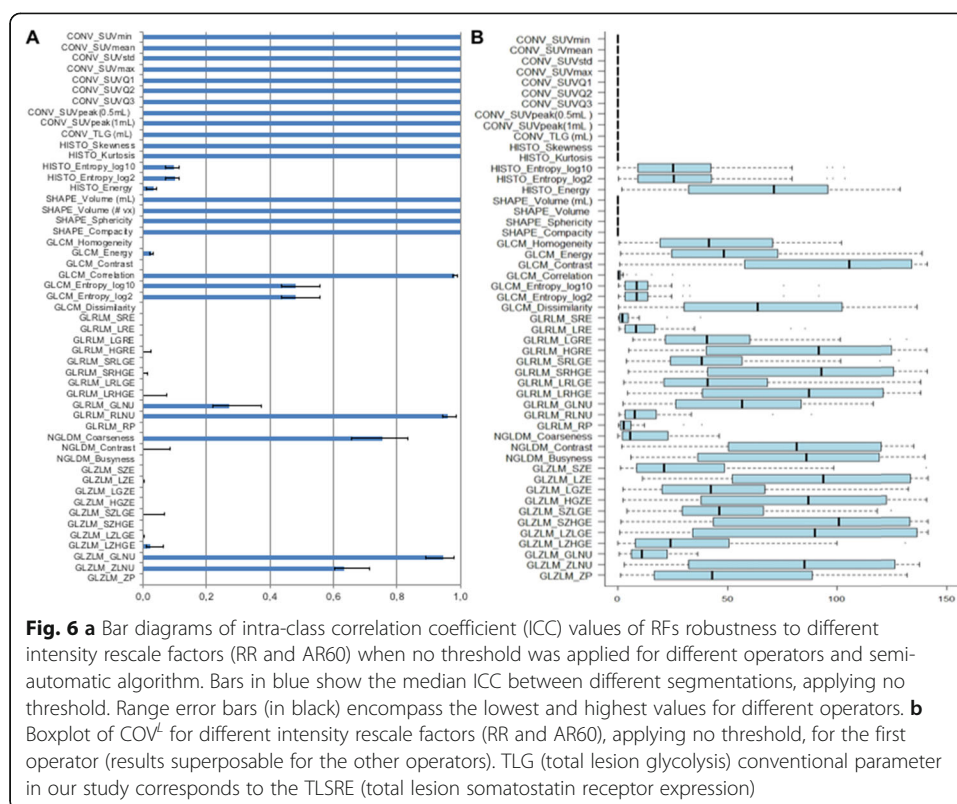 A
CONV_SUVmin
CONV_SUVmean
CONV_SUVstd
CONV_SUVmax
CONV_SUVQ1
CONV_SUVQ2
CONV_SUVQ3
CONV_SUVpeak(0.5mL)
CONV_SUVpeak(1mL)
CONV_TLG (mL)
HISTO_Skewness
HISTO_Kurtosis
HISTO_Entropy_log10
HISTO_Entropy_log2
HISTO_Energy
SHAPE_Volume (mL)
SHAPE_Volume (# vx)
SHAPE_Sphericity
SHAPE_Compacity
GLCM_Homogeneity
GLCM_Energy
GLCM_Contrast
GLCM_Correlation
GLCM_Entropy_log10
GLCM_Entropy_log2
GLCM_Dissimilarity
GLRLM_SRE
GLRLM_LRE
GLRLM_LGRE
GLRLM_HGRE
GLRLM_SRLGE
GLRLM_SRHGE
GLRLM_LRLGE
GLRLM_LRHGE
GLRLM_GLNU
GLRLM_RLNU
GLRLM_RP
NGLDM_Coarseness
NGLDM_Contrast
NGLDM_Busyness
GLZLM_SZE
GLZLM_LZE
GLZLM_LGZE
GLZLM_HGZE
GLZLM_SZLGE
GLZLM_SZHGE
GLZLM_LZLGE
GLZLM_LZHGE
GLZLM_GLNU
GLZLM_ZLNU
GLZLM_ZP
0,0 0,2 0,4 0,6 0,8 1,0
B
CONV_SUVmin
CONV_SUVmean
CONV_SUVstd
CONV_SUVmax
CONV_SUVQ1
CONV_SUVQ2
CONV_SUVQ3
CONV_SUVpeak(0.5mL )
CONV_SUVpeak(1mL )
CONV_TLG (mL)
HISTO_Skewness
HISTO_Kurtosis
HISTO_Entropy_log10
HISTO_Entropy_log2
HISTO_Energy
SHAPE_Volume (mL)
SHAPE_Volume
SHAPE_Sphericity
SHAPE_Compacity
GLCM_Homogeneity
GLCM_Energy
GLCM_Contrast
GLCM_Correlation
GLCM_Entropy_log10
GLCM_Entropy_log2
GLCM_Dissimilarity
GLRLM_SRE
GLRLM_LRE
GLRLM_LGRE
GLRLM_HGRE
GLRLM_SRLGE
GLRLM_SRHGE
GLRLM_LRLGE
GLRLM_LRHGE
GLRLM_GLNU
GLRLM_RLNU
GLRLM_RP
NGLDM_Coarseness
NGLDM_Contrast
NGLDM_Busyness
GLZLM_SZE
GLZLM_LZE
GLZLM_LGZE
GLZLM_HGZE
GLZLM_SZLGE
GLZLM_SZHGE
GLZLM_LZLGE
GLZLM_LZHGE
GLZLM_GLNU
GLZLM_ZLNU
GLZLM_ZP
0 50 100 150
Fig. 6 a Bar diagrams of intra-class correlation coefficient (ICC) values of RFs robustness to different
intensity rescale factors (RR and AR60) when no threshold was applied for different operators and semi-
automatic algorithm. Bars in blue show the median ICC between different segmentations, applying no
threshold. Range error bars (in black) encompass the lowest and highest values for different operators. b
Boxplot of COV^L for different intensity rescale factors (RR and AR60), applying no threshold, for the first
operator (results superposable for the other operators). TLG (total lesion glycolysis) conventional parameter
in our study corresponds to the TLSRE (total lesion somatostatin receptor expression)